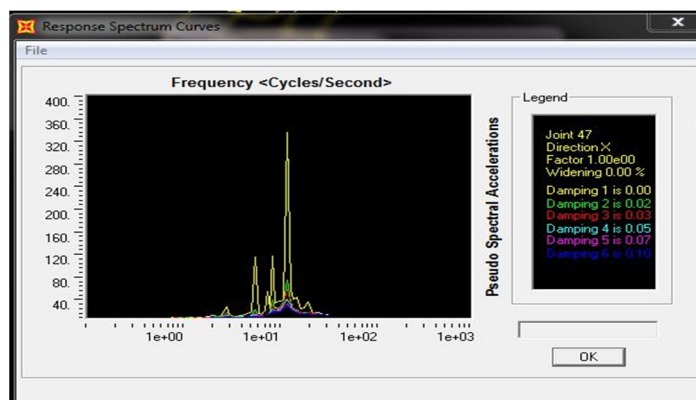 Response Spectrum Curves
File
Frequency <Cycles/Second>
400.
360.
320.
280.
240.
200.
160.
120.
80.
40.
1e+00
1e+01
1e+02
1e+03
Pseudo Spectral Accelerations
Legend
Joint 47
Direction X
Factor 1.00e00
Widening 0.00 %
Damping 1 is 0.00
Damping 2 is 0.02
Damping 3 is 0.03
Damping 4 is 0.05
Damping 5 is 0.07
Damping 6 is 0.10
OK